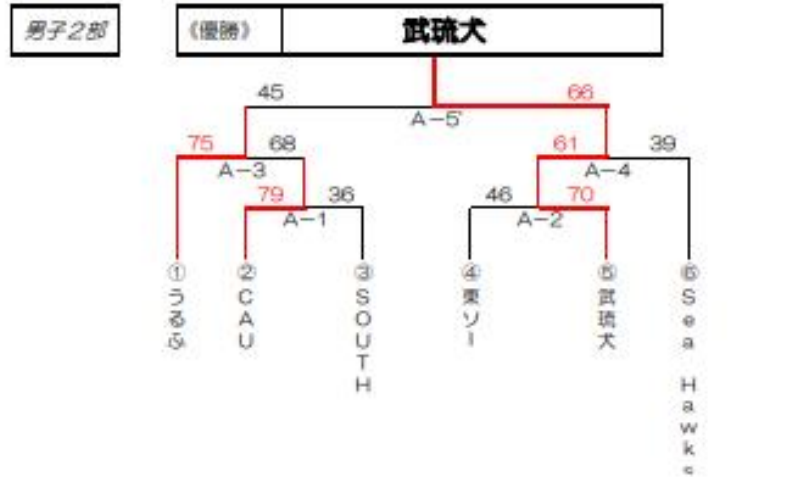 男子2部
《優勝》
武琉犬
45
66
A-5
75
68
61
39
A-3
A-4
79
36
46
70
A-1
A-2
①うるふ
②CAU
③SOUTH
④東ソー
⑤武琉犬
⑥Sea Hawks